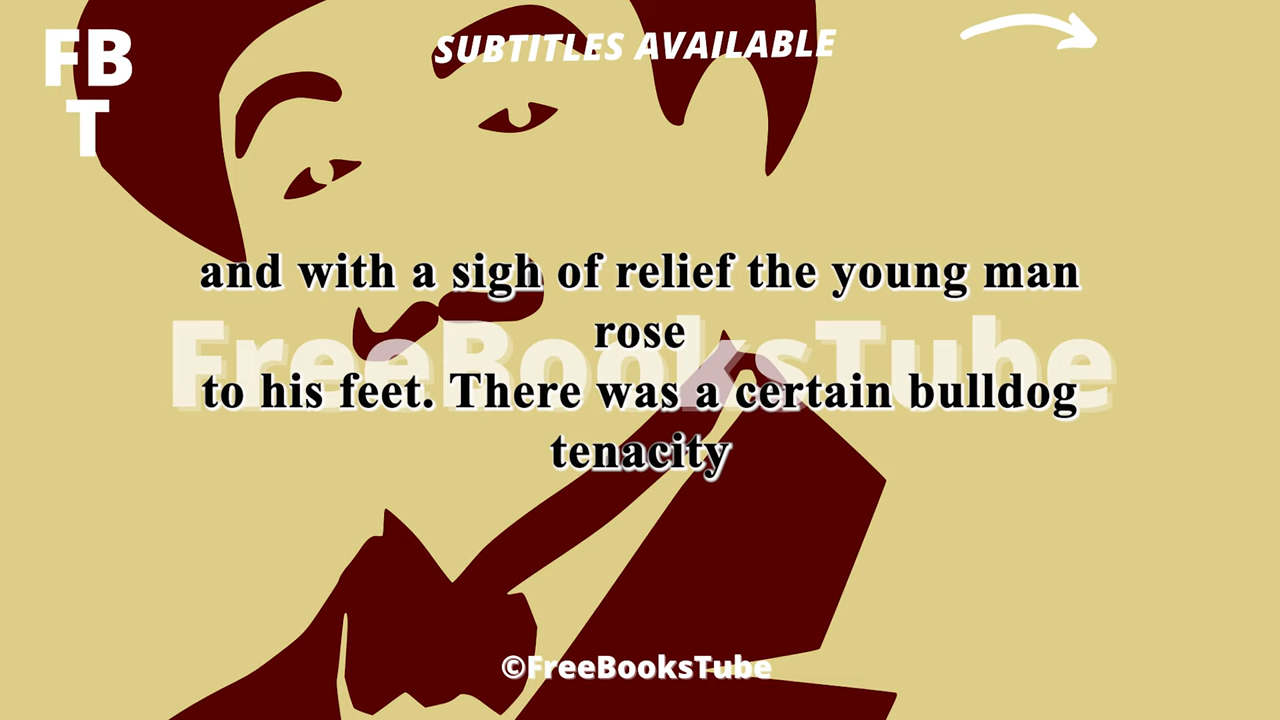 FB
T
SUBTITLES AVAILABLE
and with a sigh of relief the young man
rose
to his feet. There was a certain bulldog
tenacity
FreeBooksTube
©FreeBooksTube